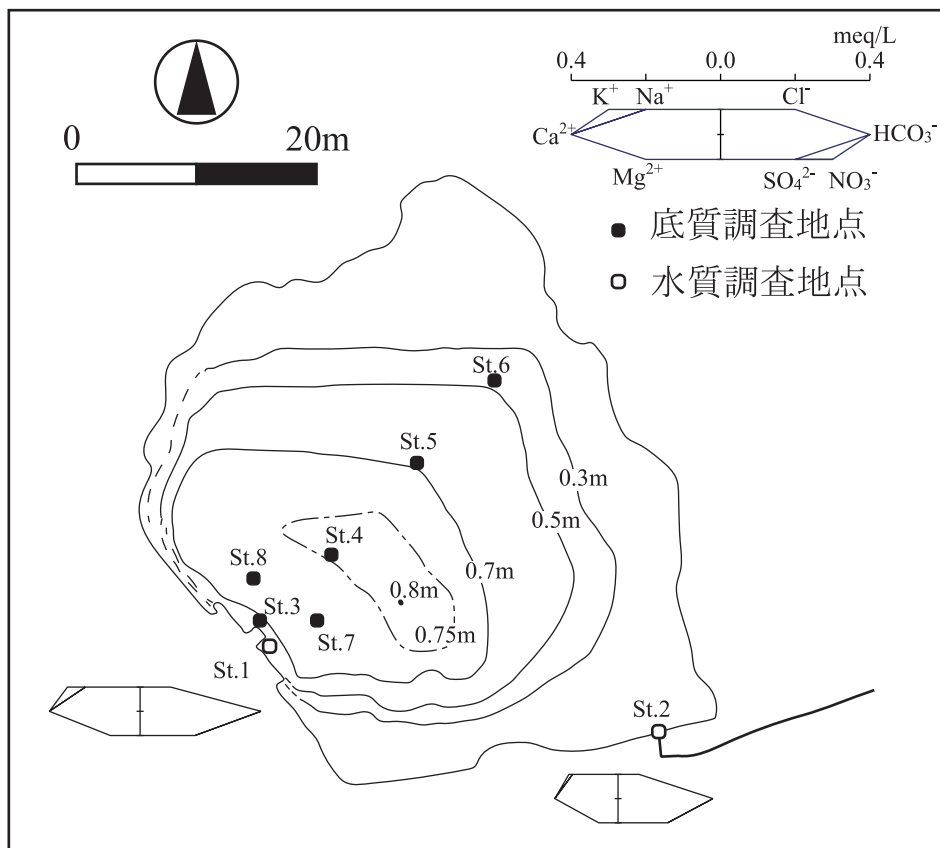 meq/L
0.4 0.0 0.4
K⁺ Na⁺ Cl⁻
Ca²⁺ HCO₃⁻
Mg²⁺ SO₄²⁻ NO₃⁻
0 20m
底質調査地点
水質調査地点
St.6
St.5
0.3m
0.5m
St.4
0.7m
St.8
0.8m
St.3
St.7
0.75m
St.1
St.2